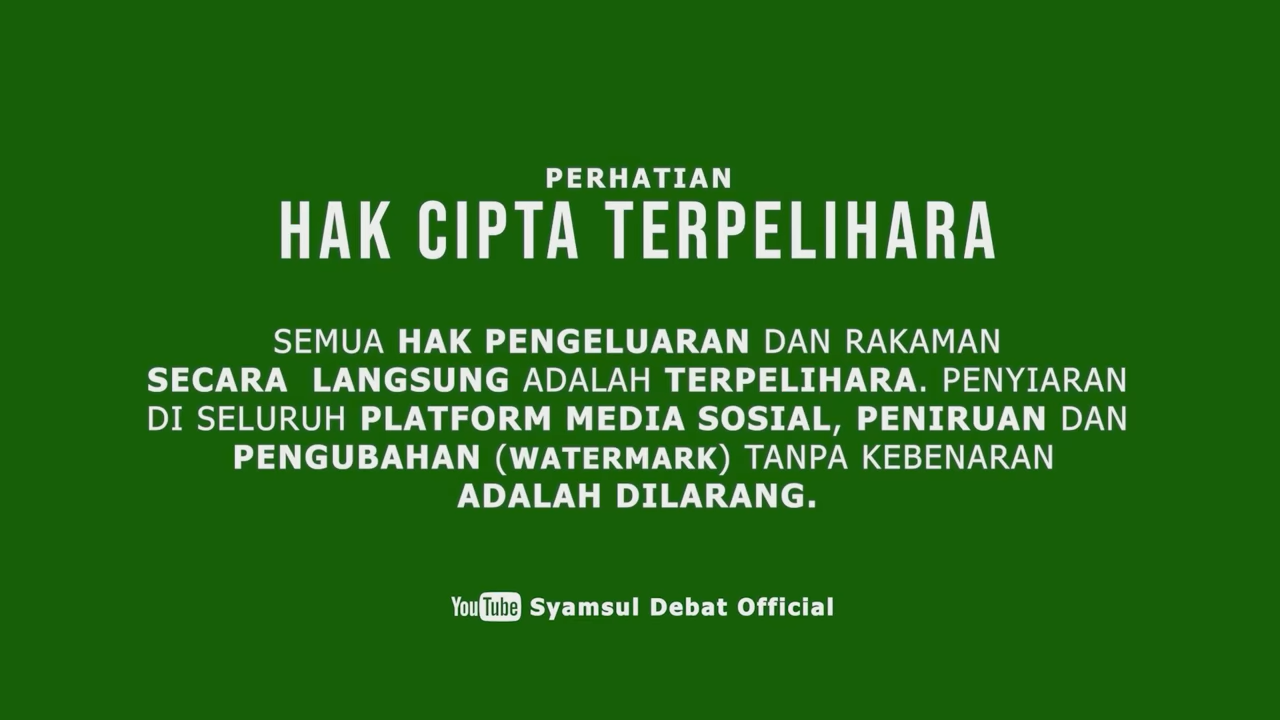 PERHATIAN
HAK CIPTA TERPELIHARA
SEMUA HAK PENGELUARAN DAN RAKAMAN
SECARA LANGSUNG ADALAH TERPELIHARA. PENYIARAN
DI SELURUH PLATFORM MEDIA SOSIAL, PENIRUAN DAN
PENGUBAHAN (WATERMARK) TANPA KEBENARAN
ADALAH DILARANG.
YouTube Syamsul Debat Official